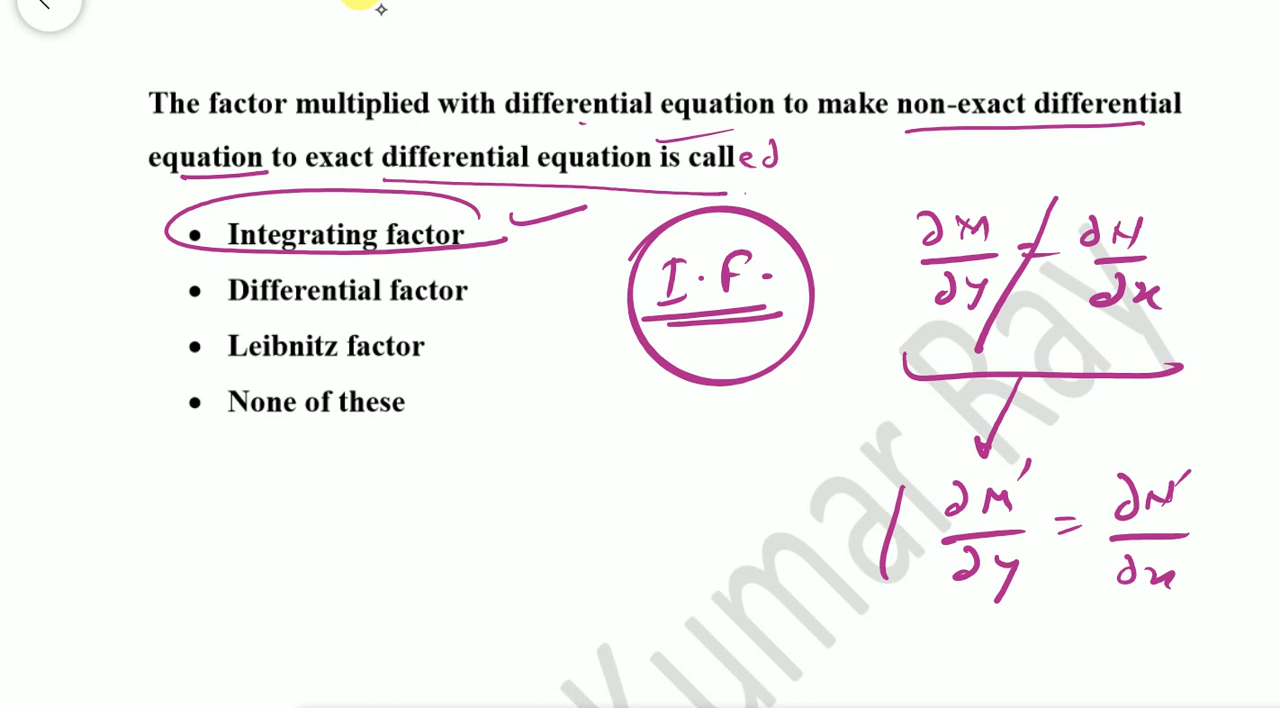 The factor multiplied with differential equation to make non-exact differential
equation to exact differential equation is called
• Integrating factor
• Differential factor
• Leibnitz factor
• None of these
I.F.
∂M/∂y ≠ ∂N/∂x
∂M'/∂y = ∂N'/∂x
Kumar Ray